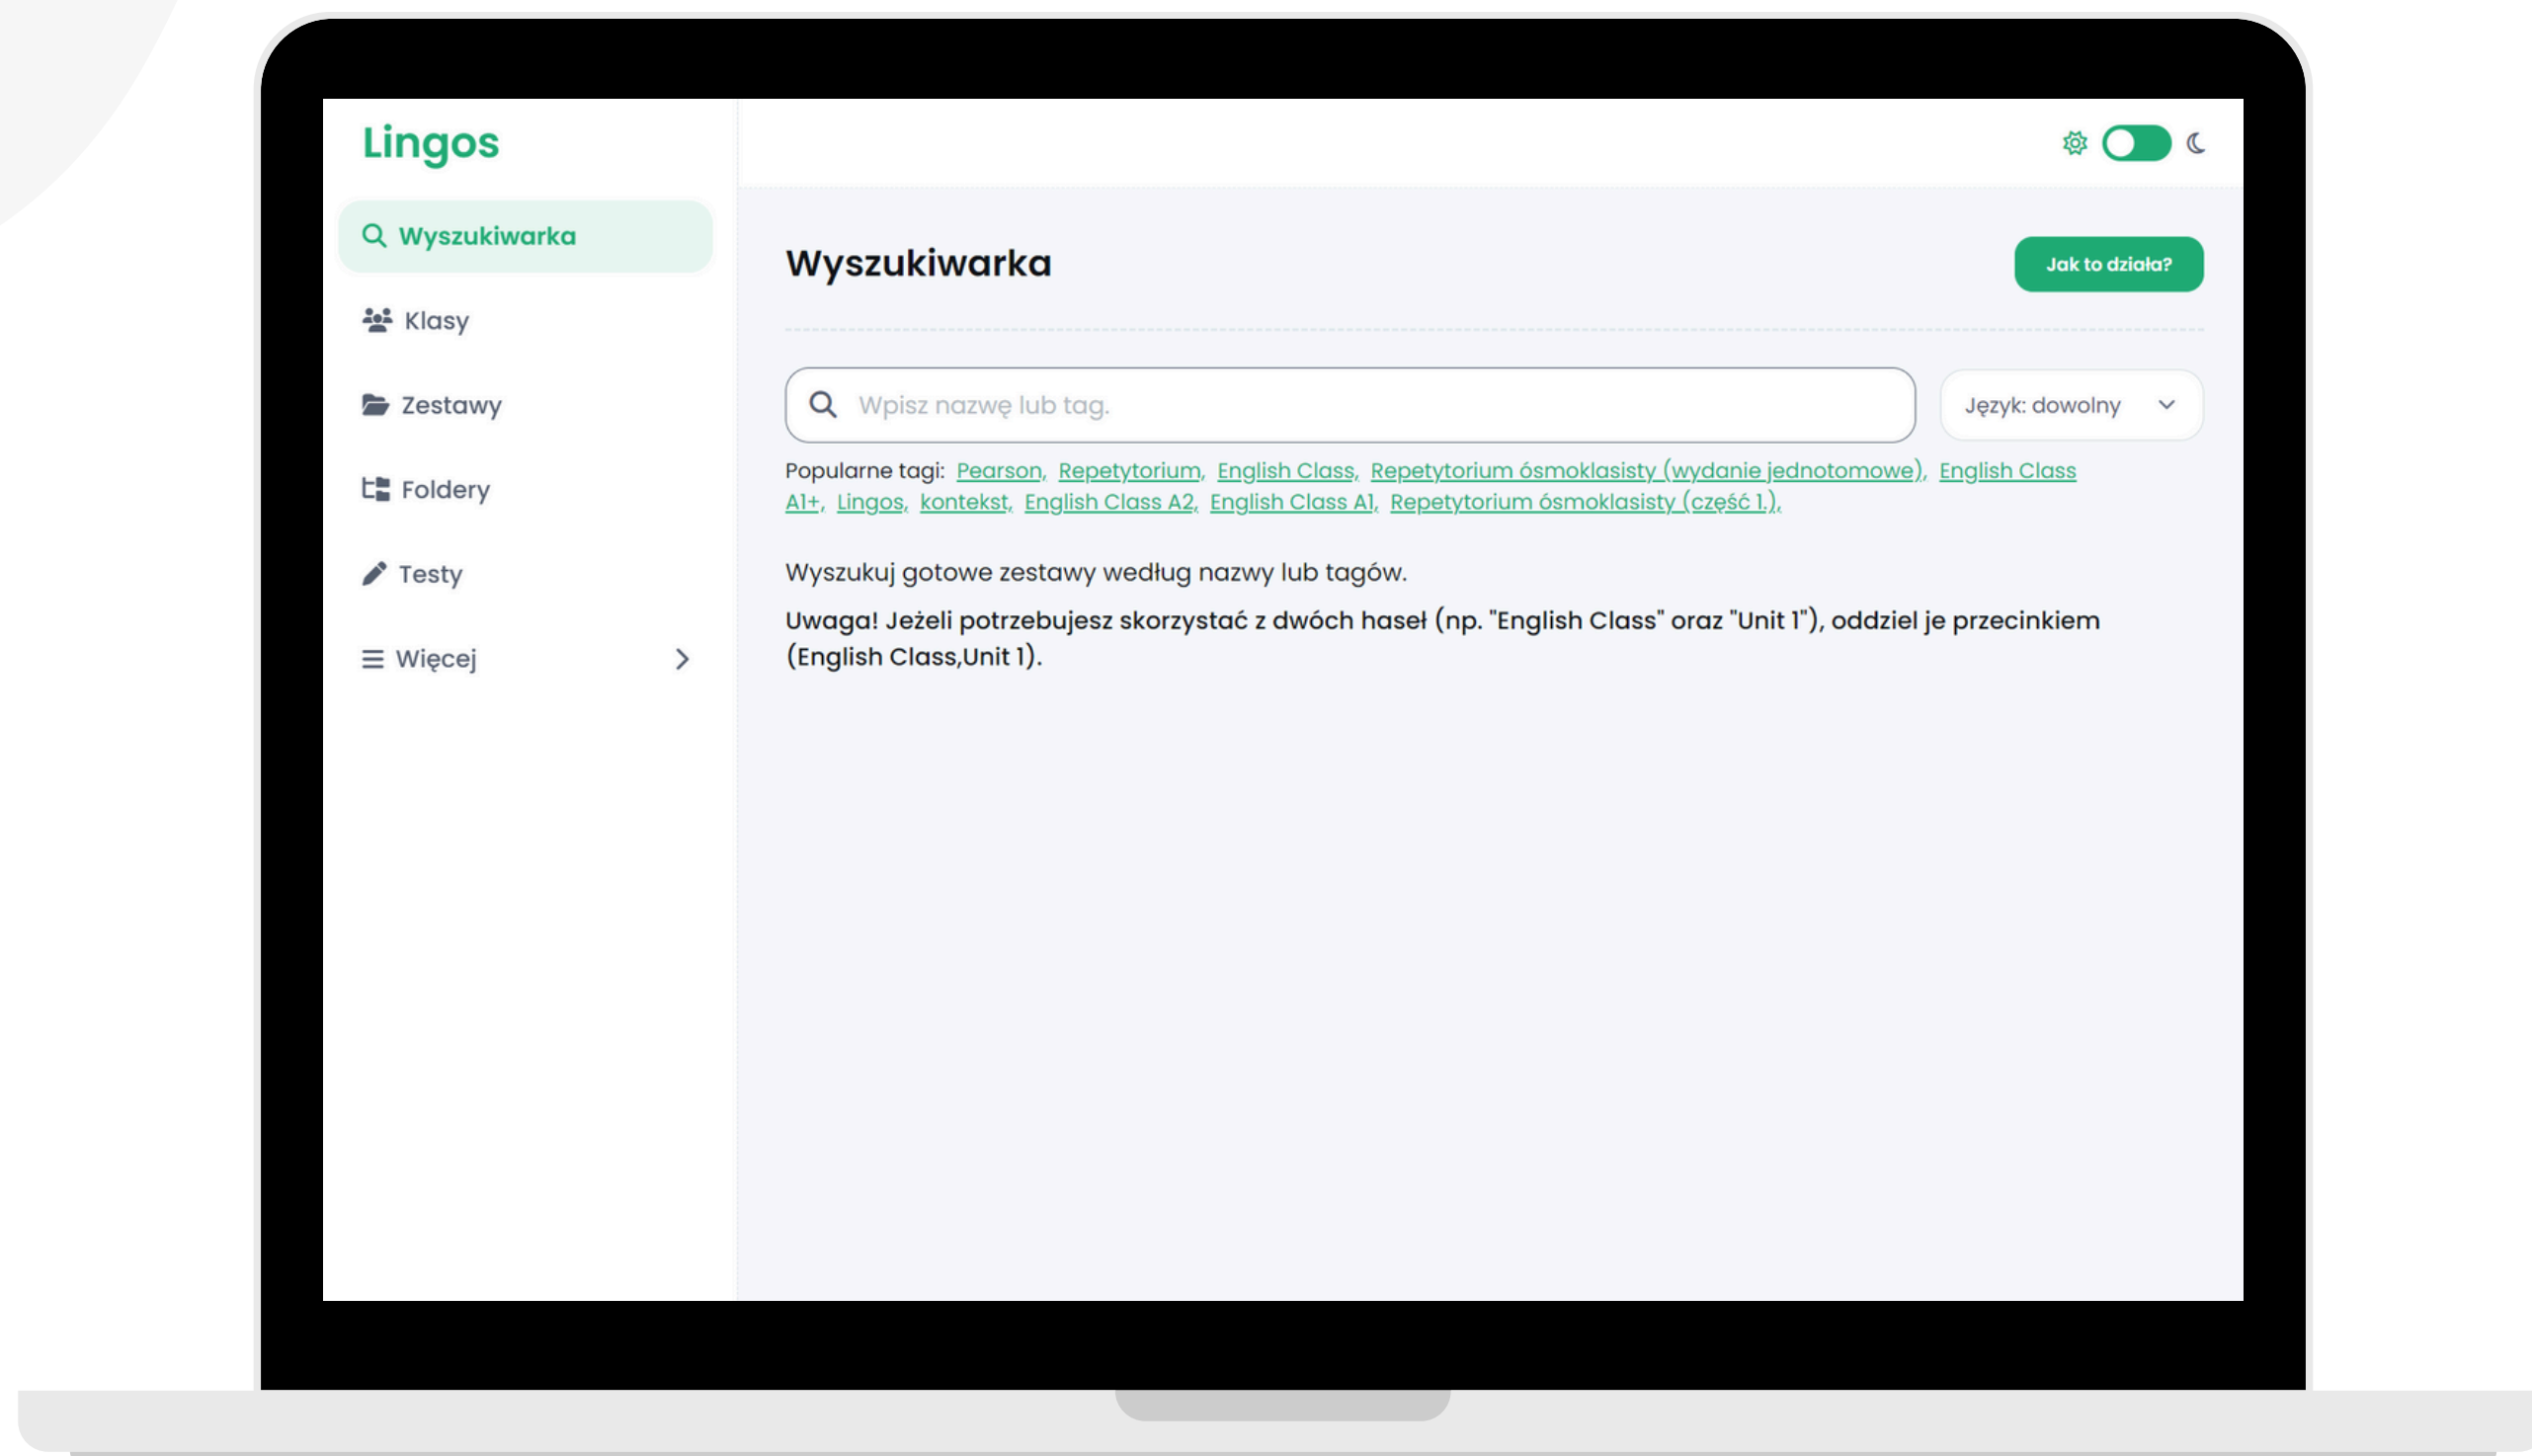 Lingos
Wyszukiwarka
Klasy
Zestawy
Foldery
Testy
Więcej
Wyszukiwarka
Jak to działa?
Wpisz nazwę lub tag.
Język: dowolny
Popularne tagi: Pearson, Repetytorium, English Class, Repetytorium ósmoklasisty (wydanie jednotomowe), English Class
A1+, Lingos, kontekst, English Class A2, English Class A1, Repetytorium ósmoklasisty (część 1.),
Wyszukuj gotowe zestawy według nazwy lub tagów.
Uwaga! Jeżeli potrzebujesz skorzystać z dwóch haseł (np. "English Class" oraz "Unit 1"), oddziel je przecinkiem
(English Class,Unit 1).